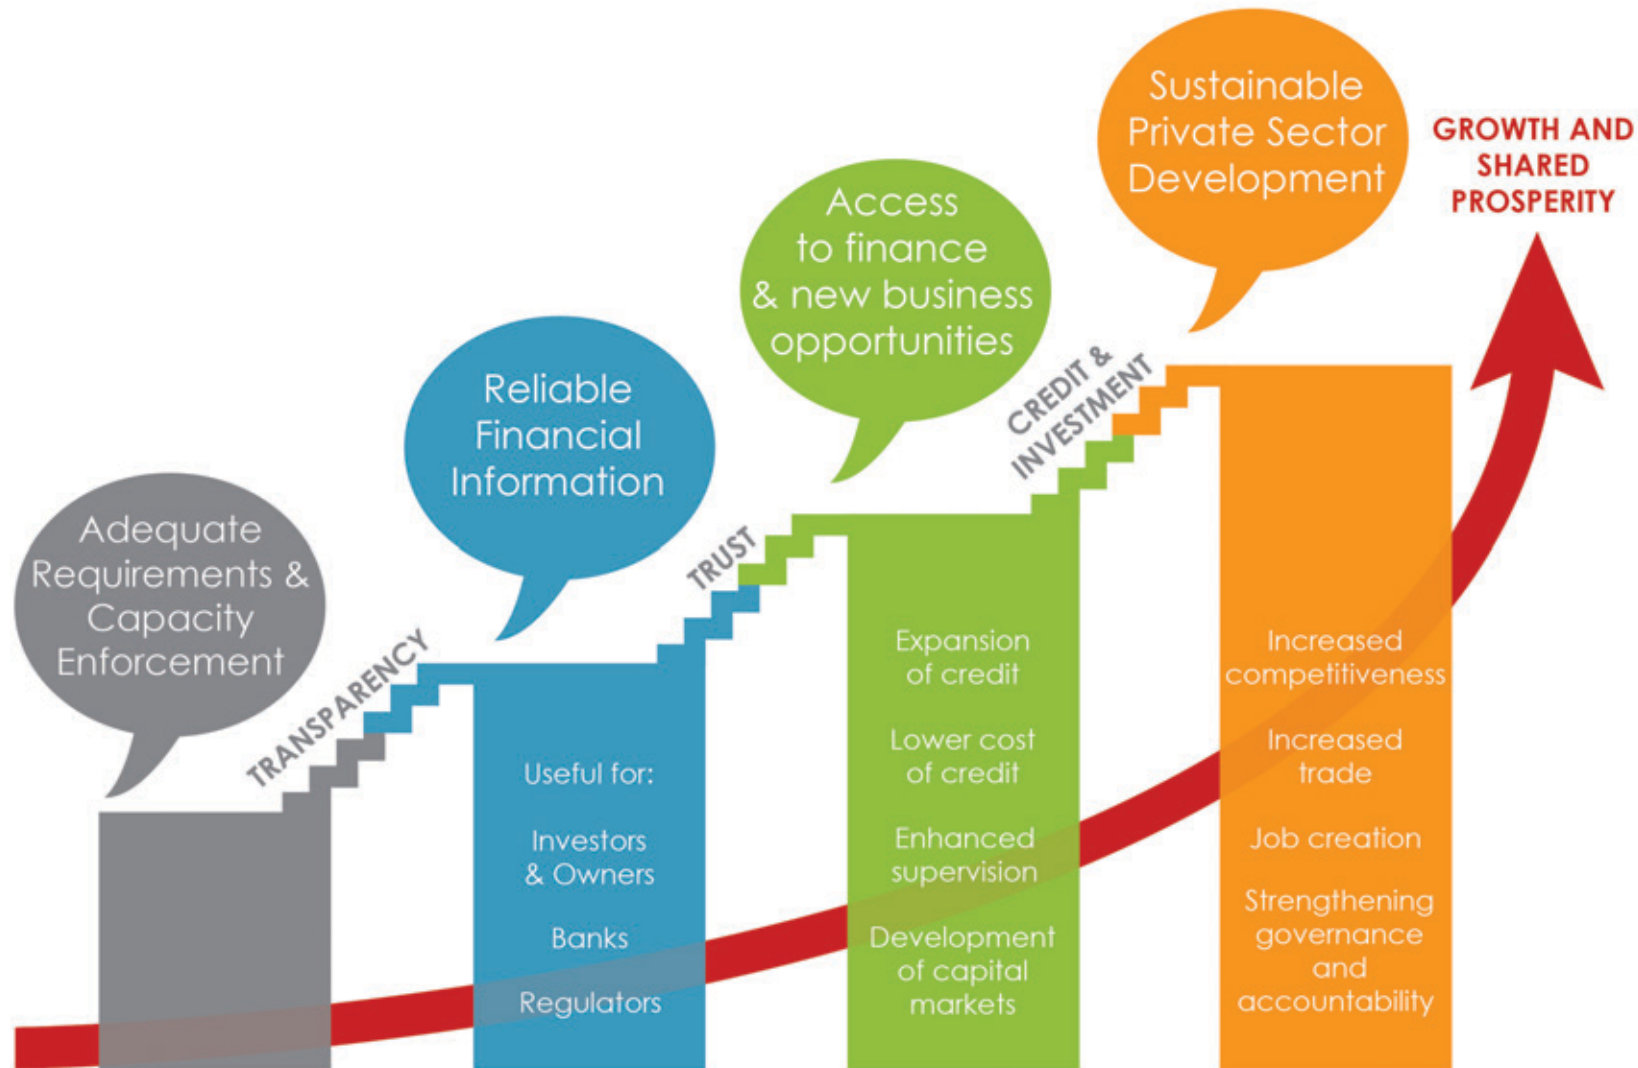 Adequate
Requirements &
Capacity
Enforcement
TRANSPARENCY
Reliable
Financial
Information
Useful for:
Investors
& Owners
Banks
Regulators
TRUST
Access
to finance
& new business
opportunities
Expansion
of credit
Lower cost
of credit
Enhanced
supervision
Development
of capital
markets
CREDIT &
INVESTMENT
Sustainable
Private Sector
Development
Increased
competitiveness
Increased
trade
Job creation
Strengthening
governance
and
accountability
GROWTH AND
SHARED
PROSPERITY